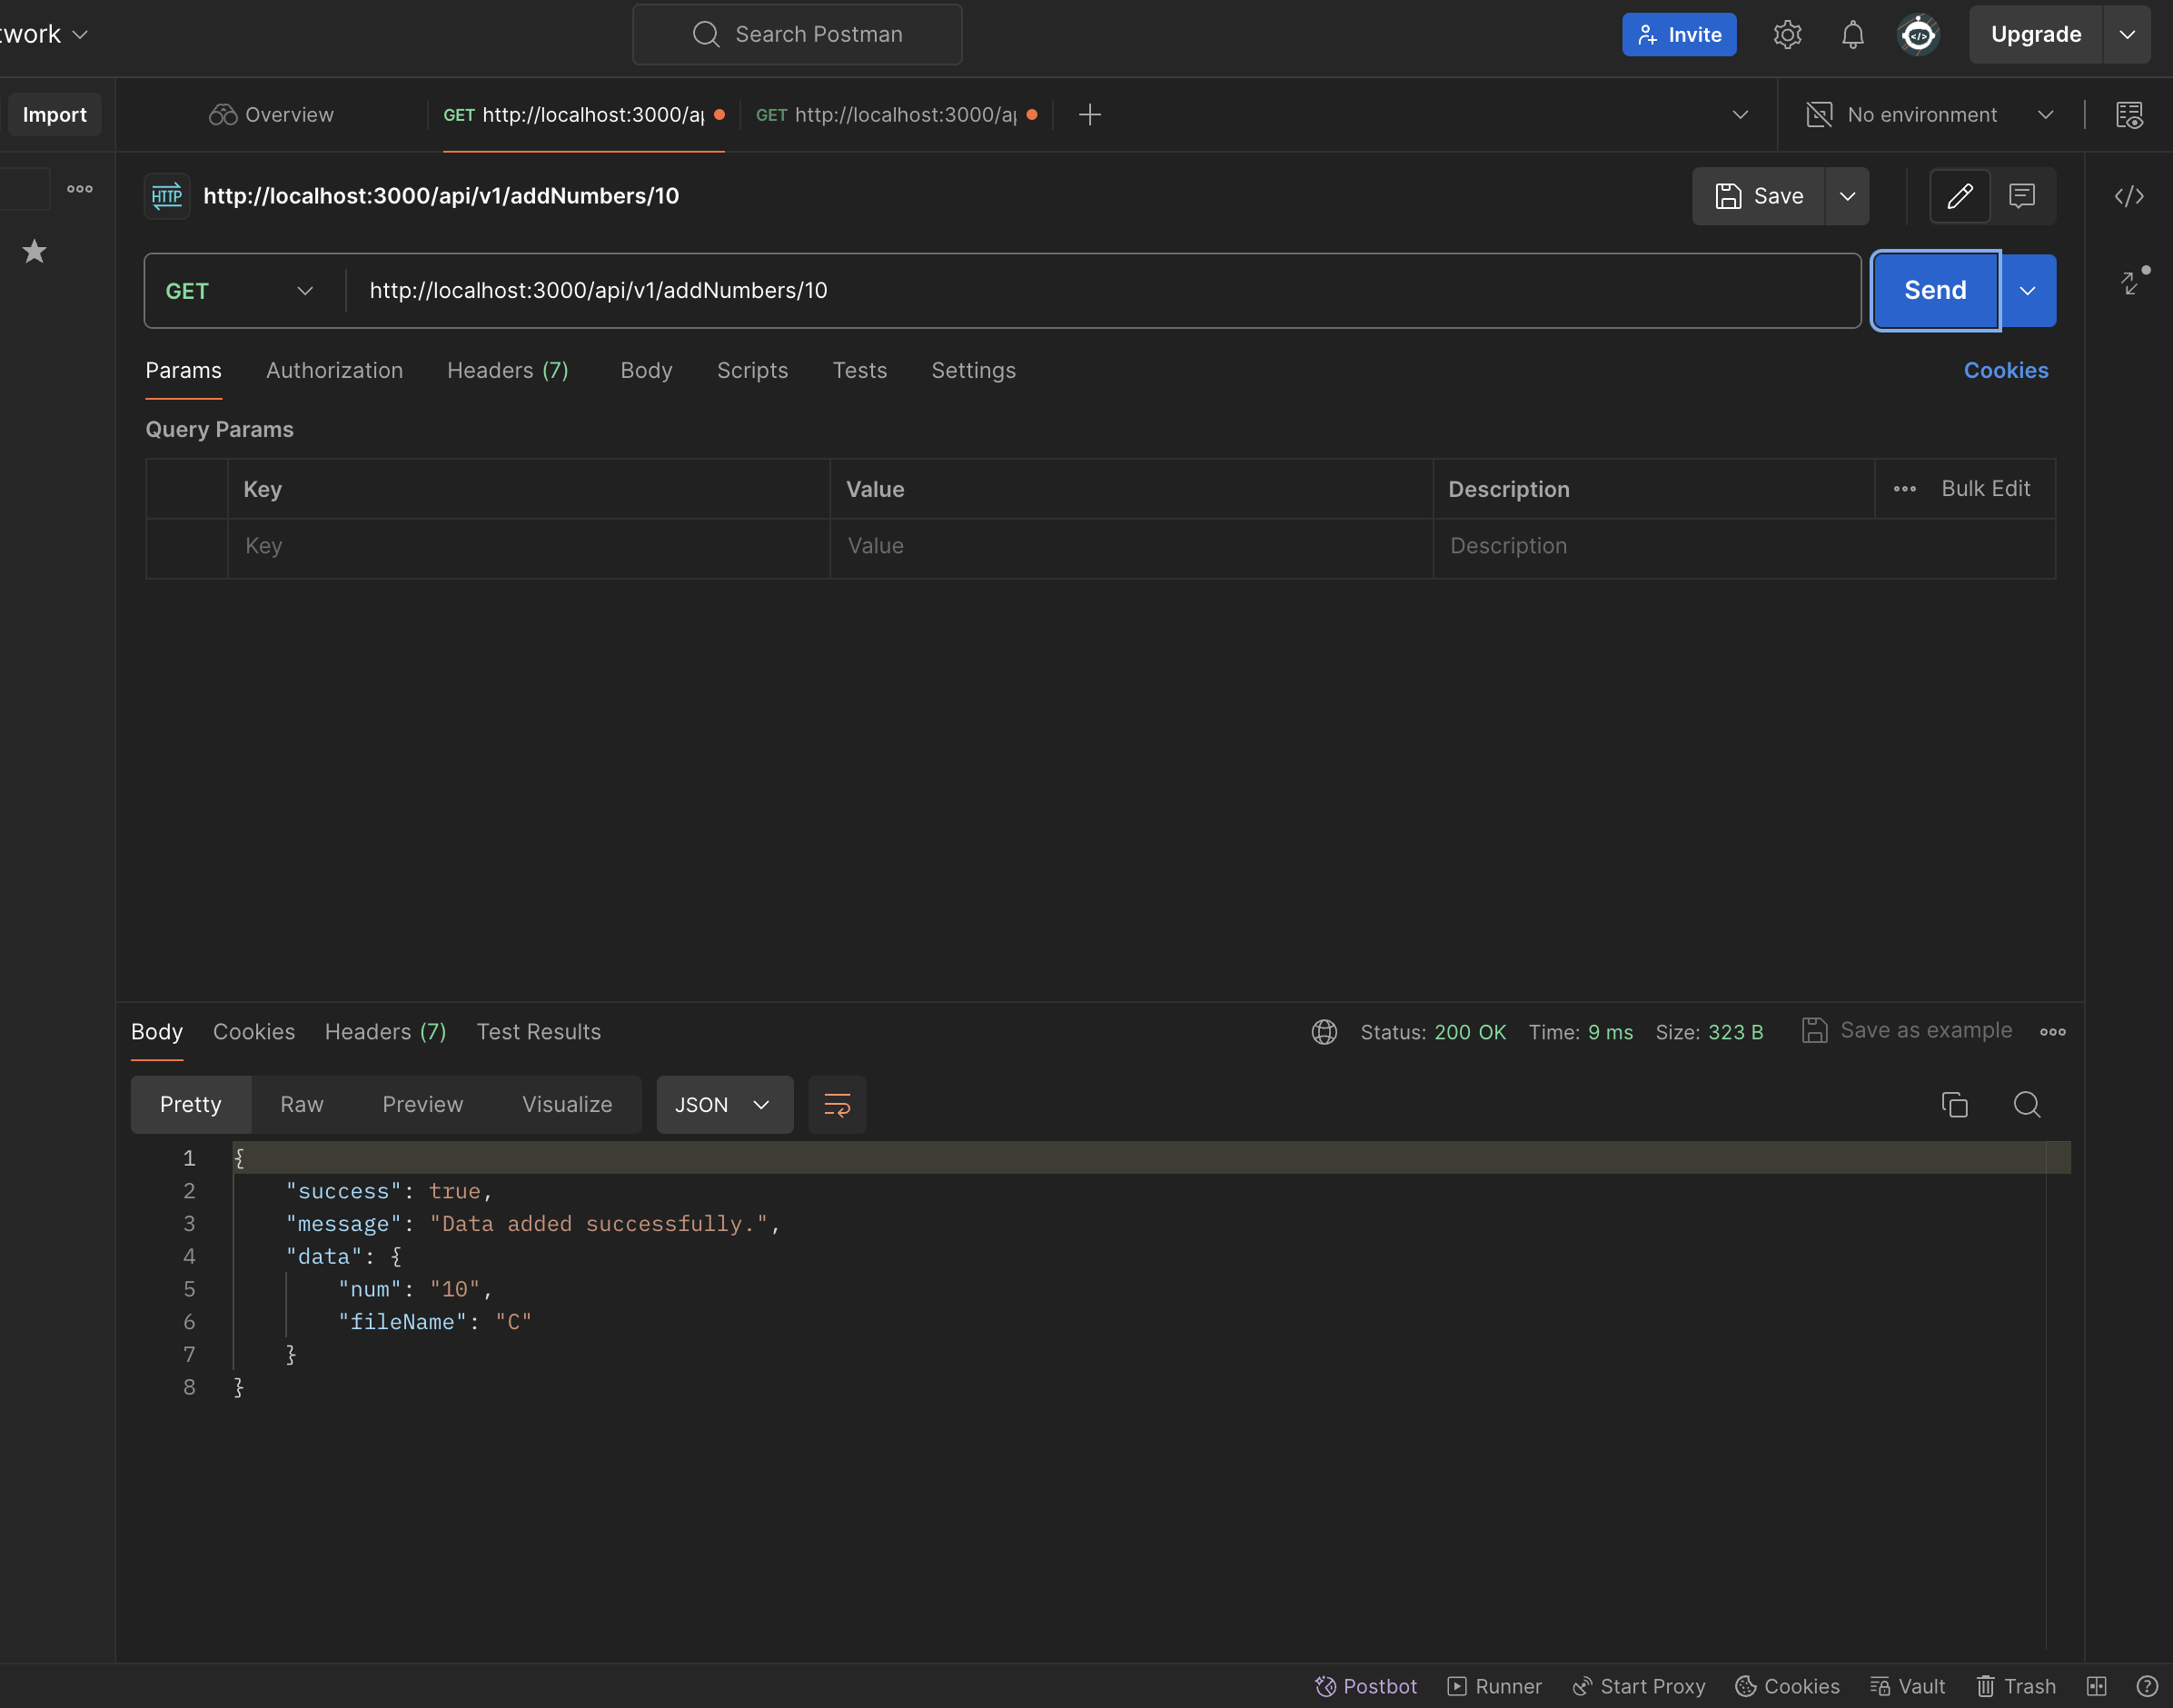 twork
Search Postman
Invite
Upgrade
Import
Overview
GET http://localhost:3000/ap
GET http://localhost:3000/ap
No environment
HTTP http://localhost:3000/api/v1/addNumbers/10
Save
GET
http://localhost:3000/api/v1/addNumbers/10
Send
Params
Authorization
Headers (7)
Body
Scripts
Tests
Settings
Cookies
Query Params
Key
Value
Description
Bulk Edit
Key
Value
Description
Body
Cookies
Headers (7)
Test Results
Status: 200 OK
Time: 9 ms
Size: 323 B
Save as example
Pretty
Raw
Preview
Visualize
JSON
1 {
2 "success": true,
3 "message": "Data added successfully.",
4 "data": {
5 "num": "10",
6 "fileName": "C"
7 }
8 }
Postbot
Runner
Start Proxy
Cookies
Vault
Trash